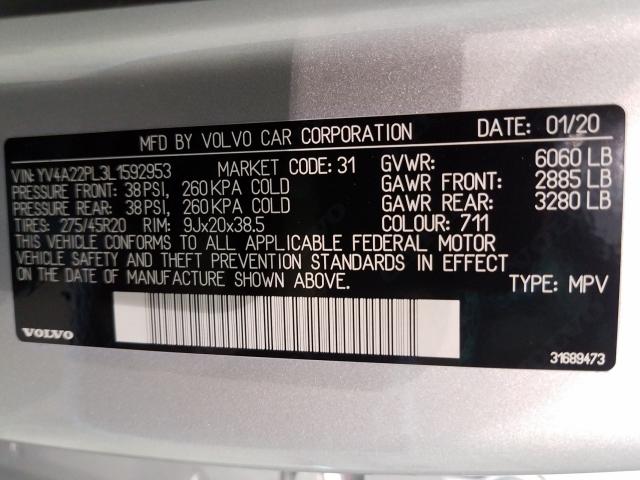 MFD BY VOLVO CAR CORPORATION DATE: 01/20
VIN: YV4A22PL3L1592953 MARKET CODE: 31 GVWR: 6060 LB
PRESSURE FRONT: 38 PSI, 260 KPA COLD GAWR FRONT: 2885 LB
PRESSURE REAR: 38 PSI, 260 KPA COLD GAWR REAR: 3280 LB
TIRES: 275/45R20 RIM: 9Jx20x38.5 COLOUR: 711
THIS VEHICLE CONFORMS TO ALL APPLICABLE FEDERAL MOTOR
VEHICLE SAFETY AND THEFT PREVENTION STANDARDS IN EFFECT
ON THE DATE OF MANUFACTURE SHOWN ABOVE. TYPE: MPV
VOLVO 31689473